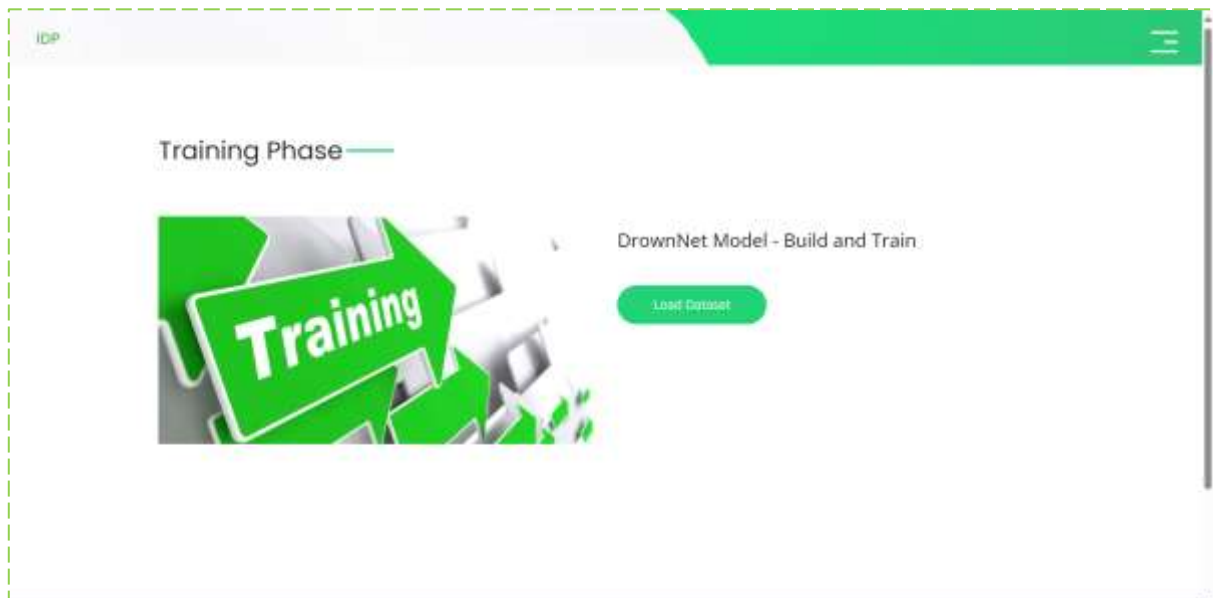 iDP
Training Phase
Training
DrownNet Model - Build and Train
Load Dataset